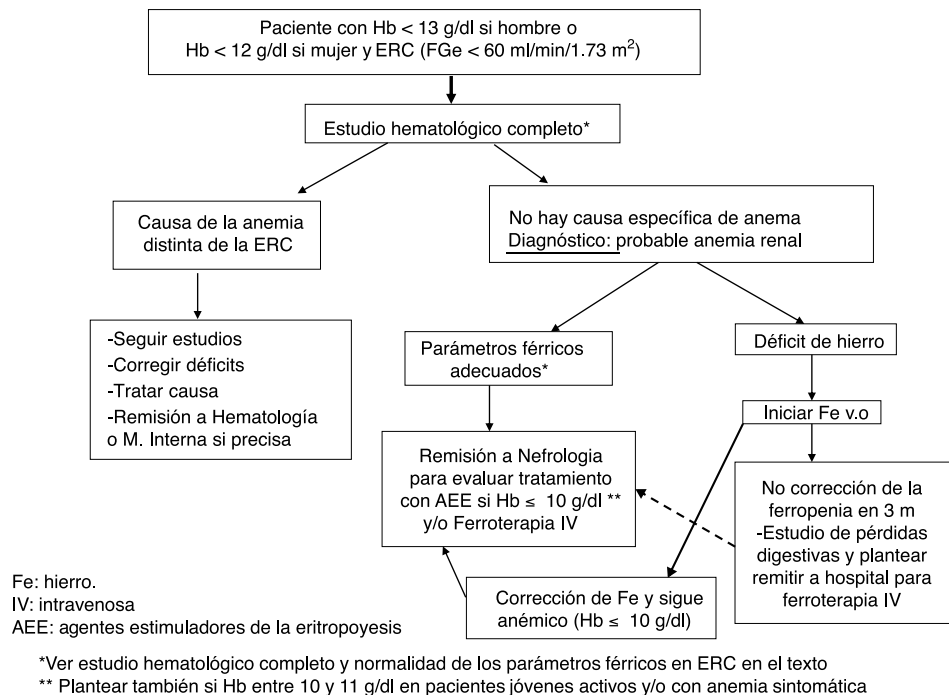 Paciente con Hb < 13 g/dl si hombre o
Hb < 12 g/dl si mujer y ERC (FGe < 60 ml/min/1.73 m²)
Estudio hematológico completo*
Causa de la anemia
distinta de la ERC
No hay causa específica de anema
Diagnóstico: probable anemia renal
-Seguir estudios
-Corregir déficits
-Tratar causa
-Remisión a Hematología
o M. Interna si precisa
Parámetros férricos
adecuados*
Déficit de hierro
Iniciar Fe v.o
Remisión a Nefrologia
para evaluar tratamiento
con AEE si Hb ≤ 10 g/dl **
y/o Ferroterapia IV
No corrección de la
ferropenia en 3 m
-Estudio de pérdidas
digestivas y plantear
remitir a hospital para
ferroterapia IV
Corrección de Fe y sigue
anémico (Hb ≤ 10 g/dl)
Fe: hierro.
IV: intravenosa
AEE: agentes estimuladores de la eritropoyesis
*Ver estudio hematológico completo y normalidad de los parámetros férricos en ERC en el texto
** Plantear también si Hb entre 10 y 11 g/dl en pacientes jóvenes activos y/o con anemia sintomática